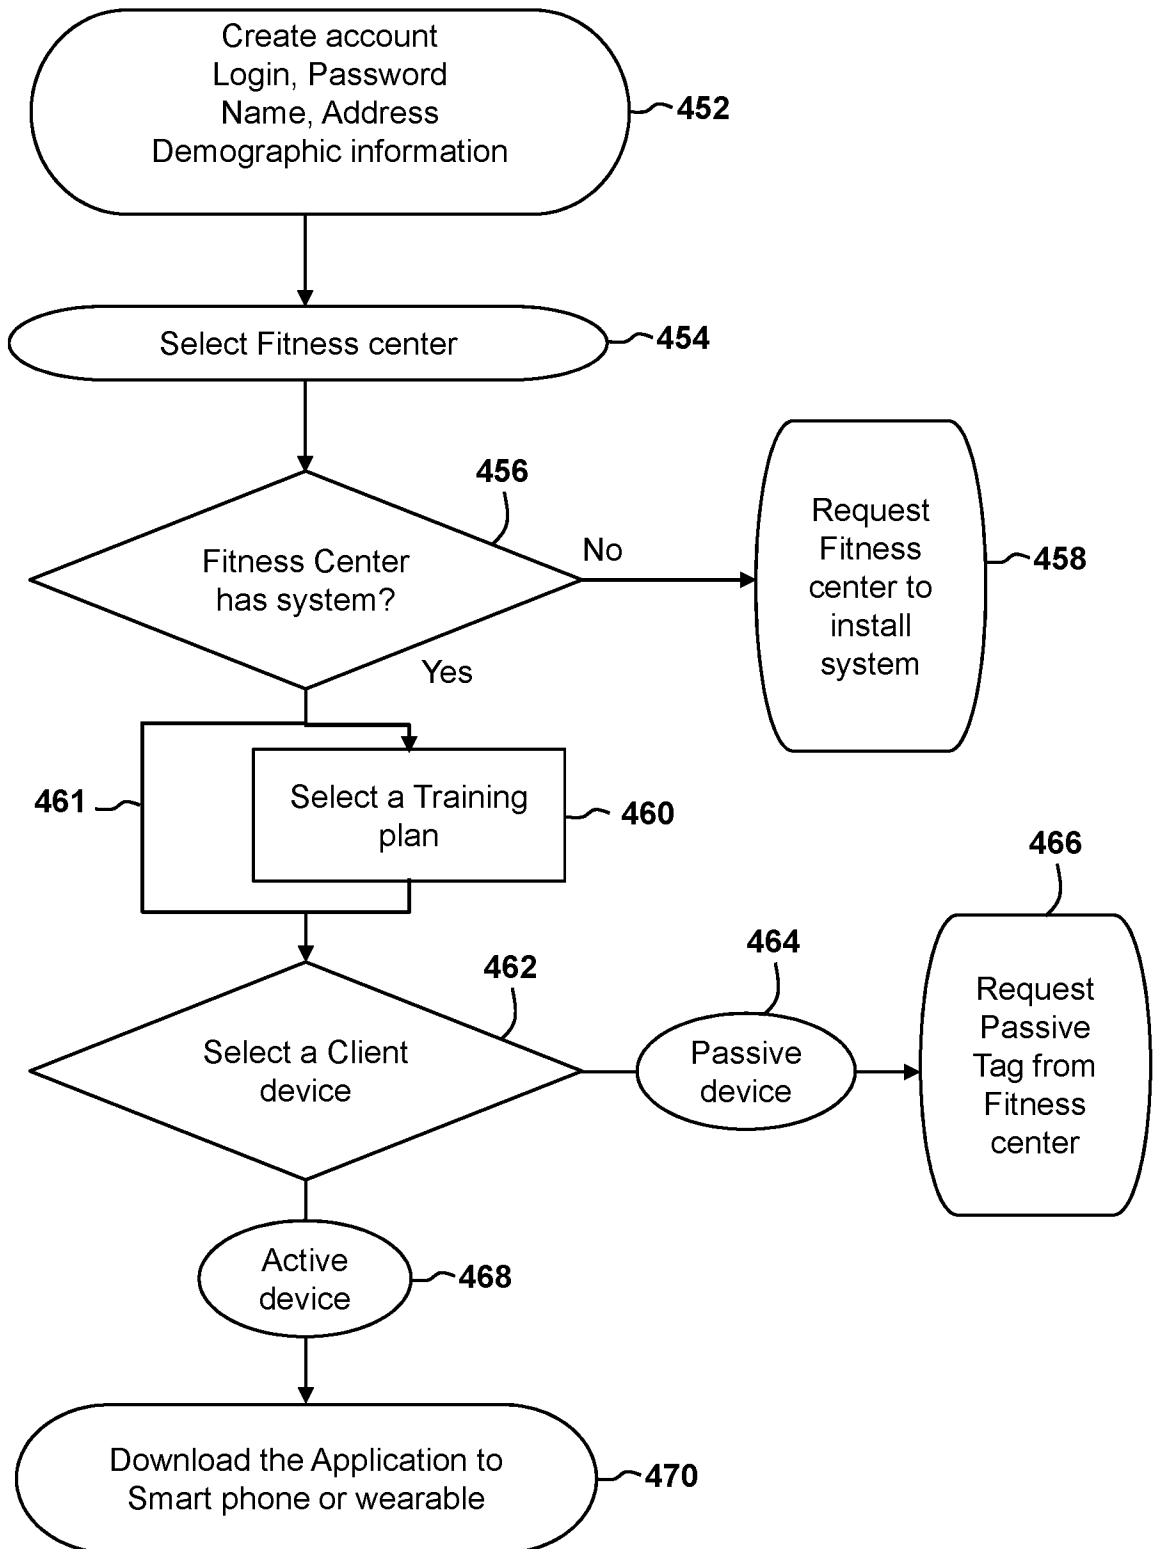 Create account
Login, Password
Name, Address
Demographic information
452
Select Fitness center
454
456
Fitness Center
has system?
No
Yes
Request
Fitness
center to
install
system
458
461
Select a Training
plan
460
462
Select a Client
device
464
Passive
device
466
Request
Passive
Tag from
Fitness
center
Active
device
468
Download the Application to
Smart phone or wearable
470